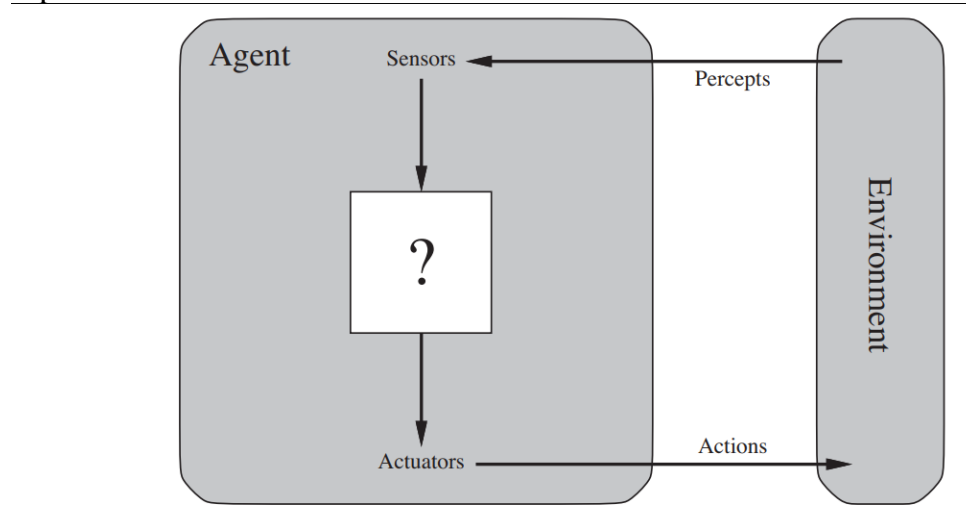 Agent
Sensors
Percepts
Environment
?
Actuators
Actions